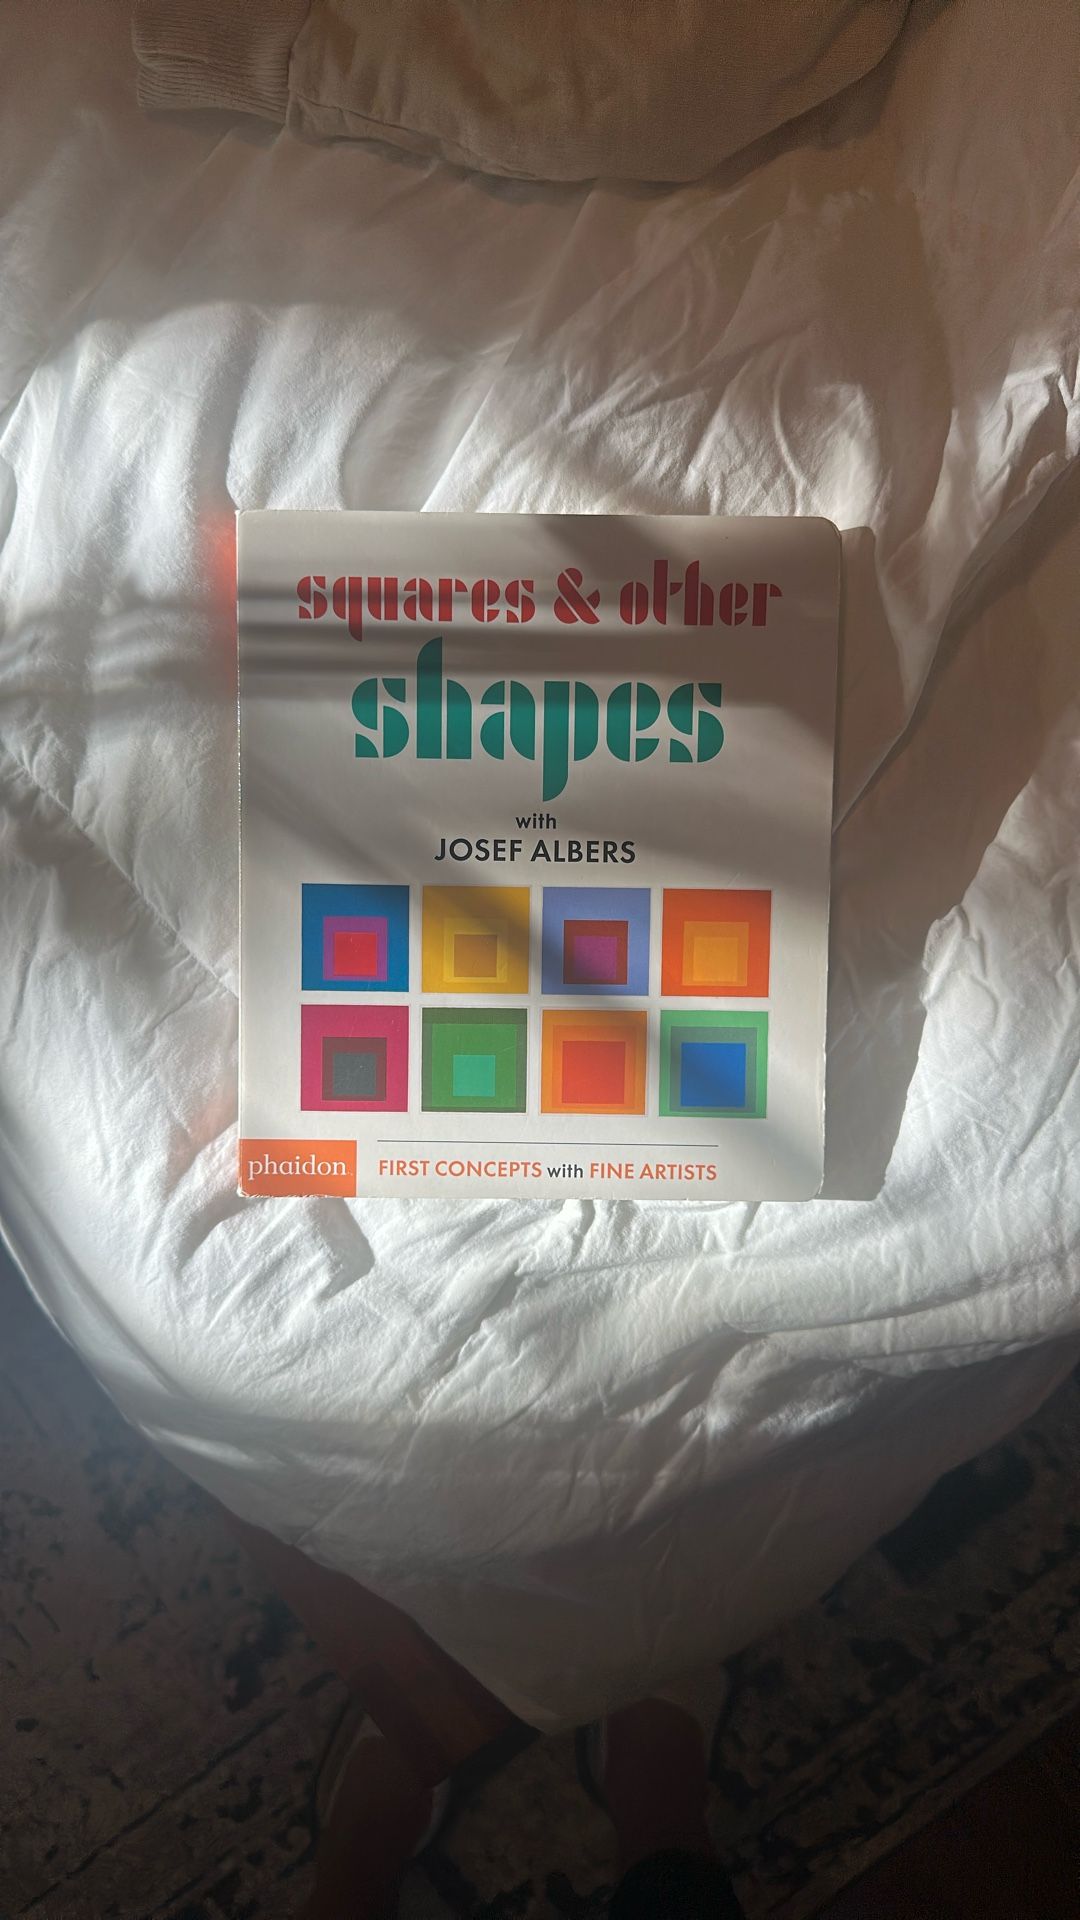 squares & other
shapes
with
JOSEF ALBERS
phaidon
FIRST CONCEPTS with FINE ARTISTS